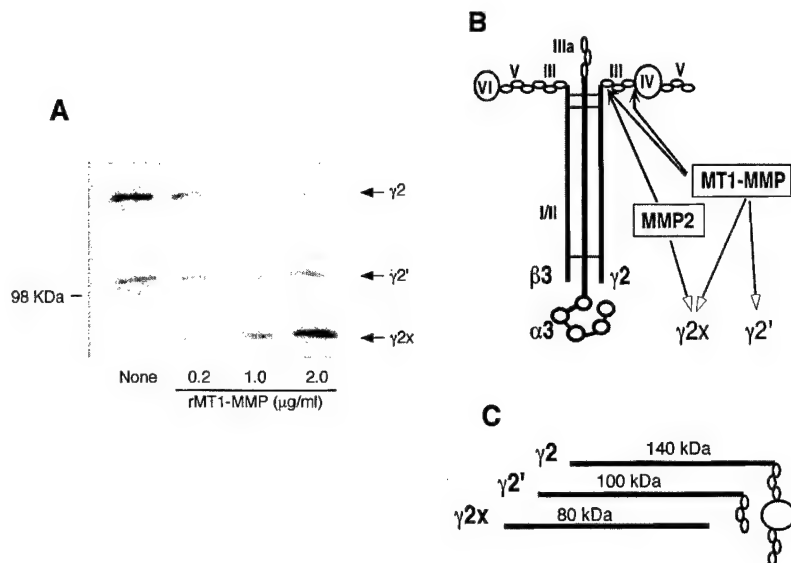 A
γ2
γ2'
98 KDa
γ2x
None
0.2
1.0
2.0
rMT1-MMP (µg/ml)
B
IIIa
VI
V
III
III
IV
V
I/II
MT1-MMP
MMP2
β3
γ2
α3
γ2x
γ2'
C
γ2
140 kDa
γ2'
100 kDa
γ2x
80 kDa